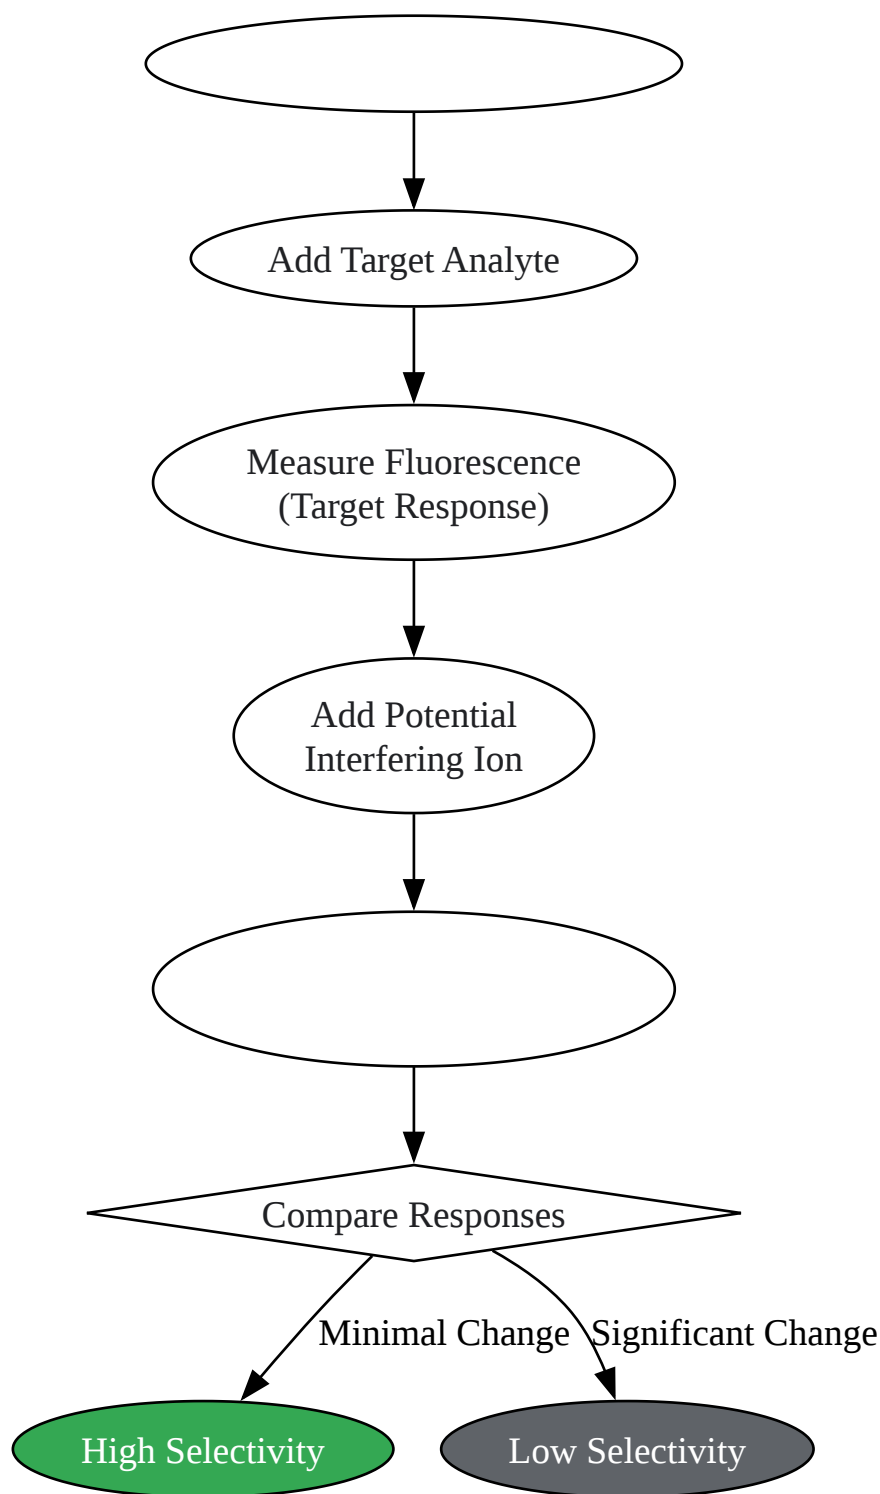 Add Target Analyte
Measure Fluorescence
(Target Response)
Add Potential
Interfering Ion
Compare Responses
Minimal Change
Significant Change
High Selectivity
Low Selectivity